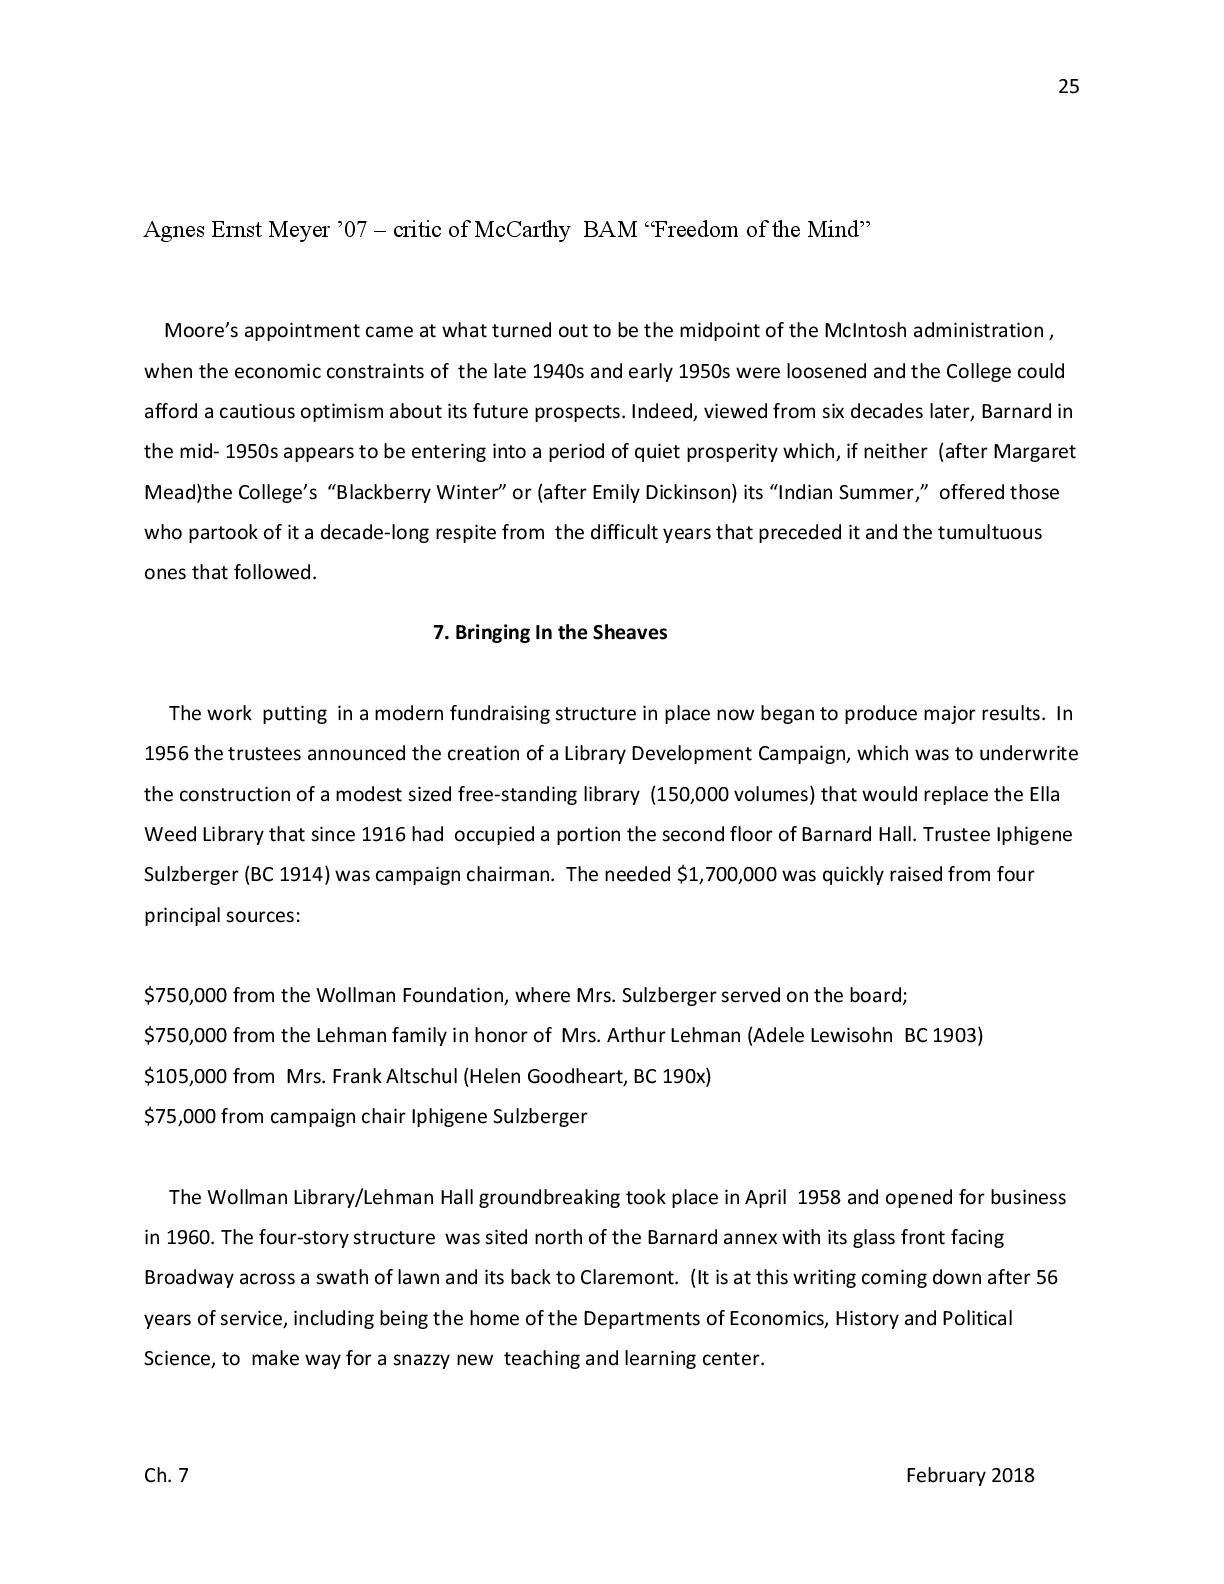 25
Agnes Ernst Meyer ’07 – critic of McCarthy  BAM “Freedom of the Mind”
Moore’s appointment came at what turned out to be the midpoint of the McIntosh administration ,
when the economic constraints of  the late 1940s and early 1950s were loosened and the College could
afford a cautious optimism about its future prospects. Indeed, viewed from six decades later, Barnard in
the mid- 1950s appears to be entering into a period of quiet prosperity which, if neither  (after Margaret
Mead)the College’s  “Blackberry Winter” or (after Emily Dickinson) its “Indian Summer,”  offered those
who partook of it a decade-long respite from  the difficult years that preceded it and the tumultuous
ones that followed.
7. Bringing In the Sheaves
The work  putting  in a modern fundraising structure in place now began to produce major results.  In
1956 the trustees announced the creation of a Library Development Campaign, which was to underwrite
the construction of a modest sized free-standing library  (150,000 volumes) that would replace the Ella
Weed Library that since 1916 had  occupied a portion the second floor of Barnard Hall. Trustee Iphigene
Sulzberger (BC 1914) was campaign chairman.  The needed $1,700,000 was quickly raised from four
principal sources:
$750,000 from the Wollman Foundation, where Mrs. Sulzberger served on the board;
$750,000 from the Lehman family in honor of  Mrs. Arthur Lehman (Adele Lewisohn  BC 1903)
$105,000 from  Mrs. Frank Altschul (Helen Goodheart, BC 190x)
$75,000 from campaign chair Iphigene Sulzberger
The Wollman Library/Lehman Hall groundbreaking took place in April  1958 and opened for business
in 1960. The four-story structure  was sited north of the Barnard annex with its glass front facing
Broadway across a swath of lawn and its back to Claremont.  (It is at this writing coming down after 56
years of service, including being the home of the Departments of Economics, History and Political
Science, to  make way for a snazzy new  teaching and learning center.
Ch. 7
February 2018